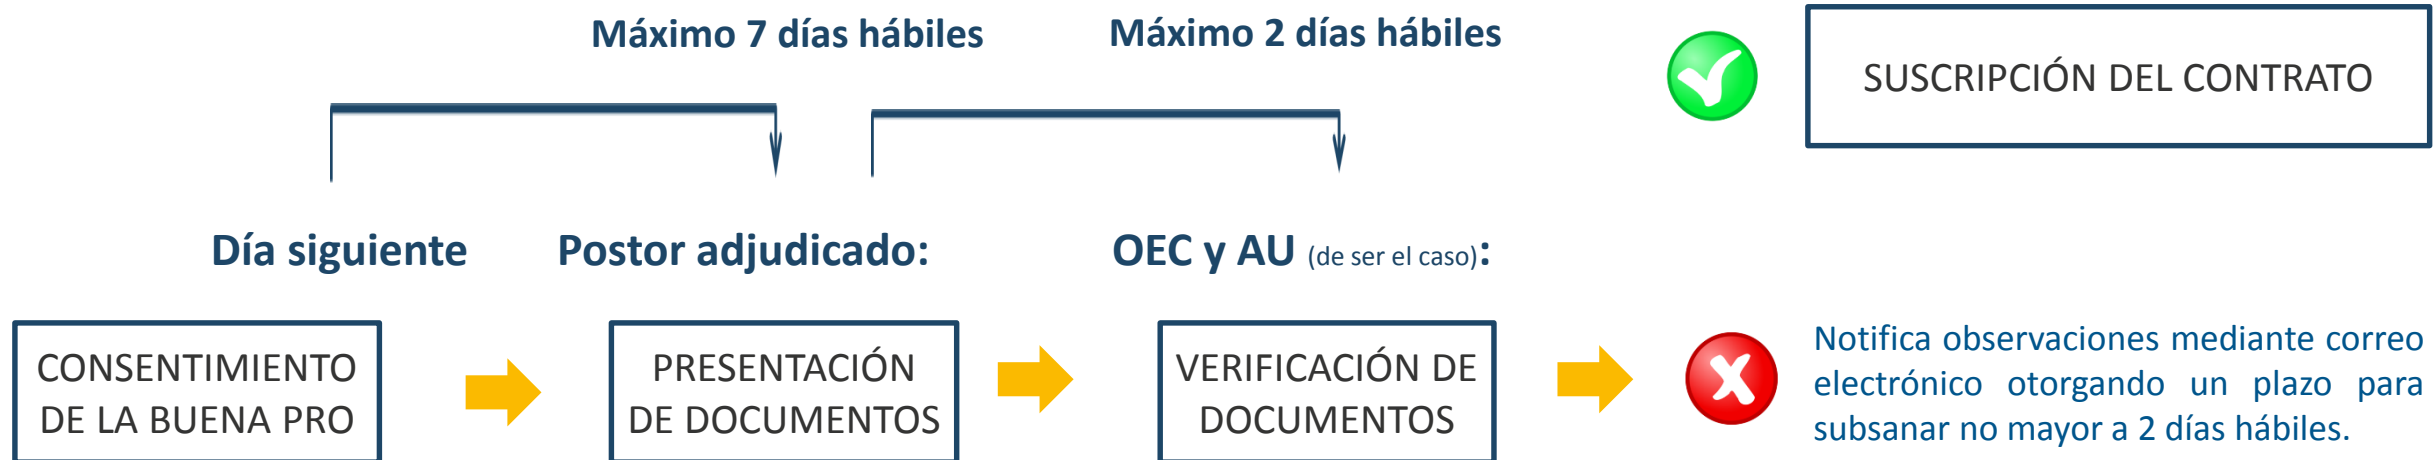 Máximo 7 días hábiles
Máximo 2 días hábiles
SUSCRIPCIÓN DEL CONTRATO
Día siguiente
Postor adjudicado:
OEC y AU (de ser el caso):
CONSENTIMIENTO
DE LA BUENA PRO
PRESENTACIÓN
DE DOCUMENTOS
VERIFICACIÓN DE
DOCUMENTOS
Notifica observaciones mediante correo
electrónico otorgando un plazo para
subsanar no mayor a 2 días hábiles.